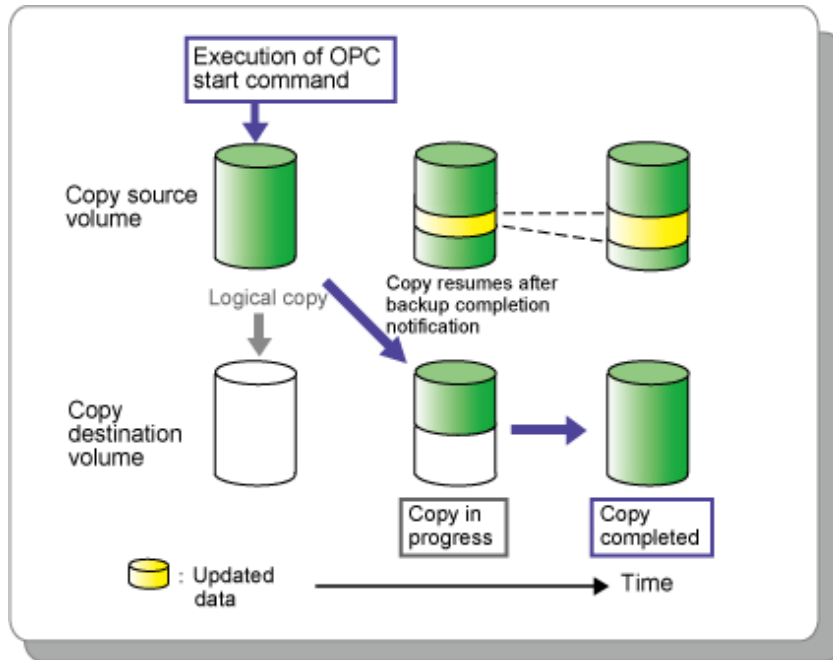 Execution of OPC
start command
Copy source
volume
Logical copy
Copy resumes after
backup completion
notification
Copy
destination
volume
Copy in
progress
Copy
completed
: Updated
data
Time